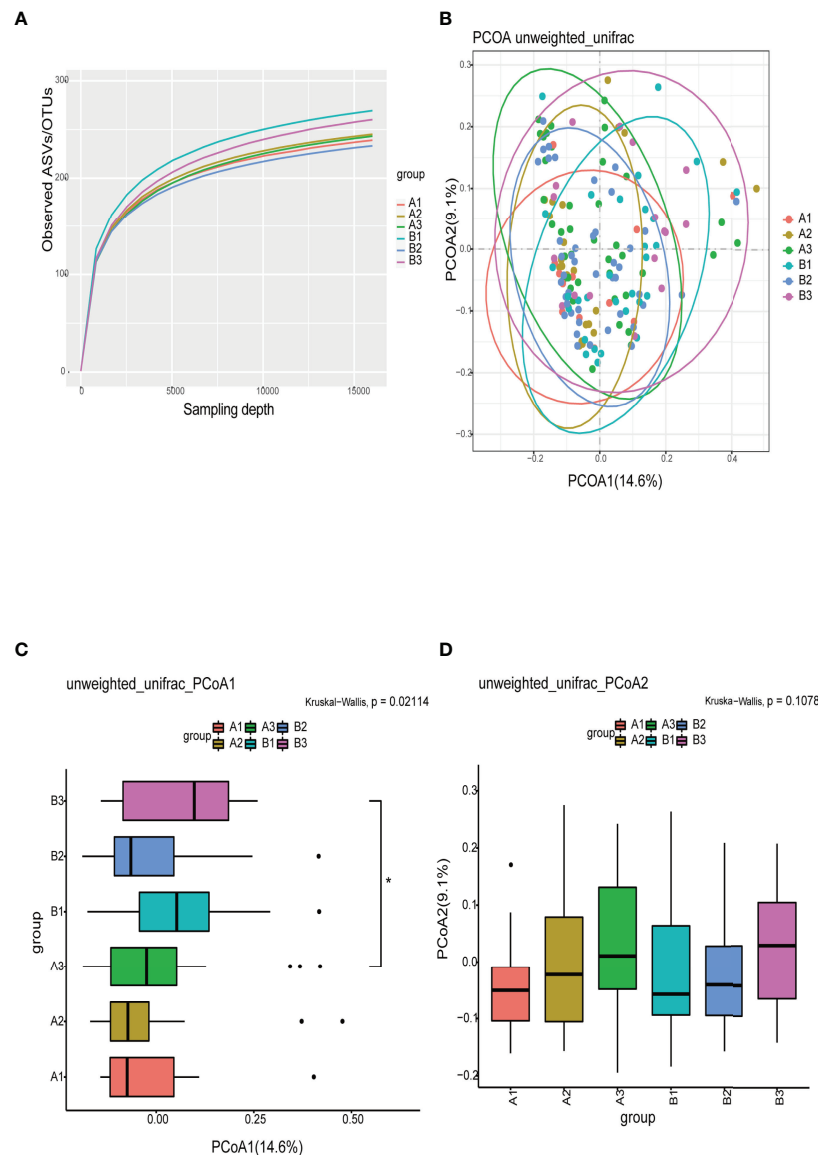 A
300
200
100
0
0
5000
10000
15000
Observed ASVs/OTUs
Sampling depth
group
A1
A2
A3
B1
B2
B3
B
PCOA unweighted_unifrac
0.3
0.2
0.1
0.0
−0.1
−0.2
−0.3
−0.2
0.0
0.2
0.4
PCOA2(9.1%)
PCOA1(14.6%)
A1
A2
A3
B1
B2
B3
C
unweighted_unifrac_PCoA1
Kruskal−Wallis, p = 0.02114
group
A1 A3 B2
A2 B1 B3
B3
B2
B1
A3
A2
A1
group
*
0.00
0.25
0.50
PCoA1(14.6%)
D
unweighted_unifrac_PCoA2
Kruska−Wallis, p = 0.1078
group
A1 A3 B2
A2 B1 B3
0.3
0.2
0.1
0.0
−0.1
−0.2
PCoA2(9.1%)
A1
A2
A3
B1
B2
B3
group